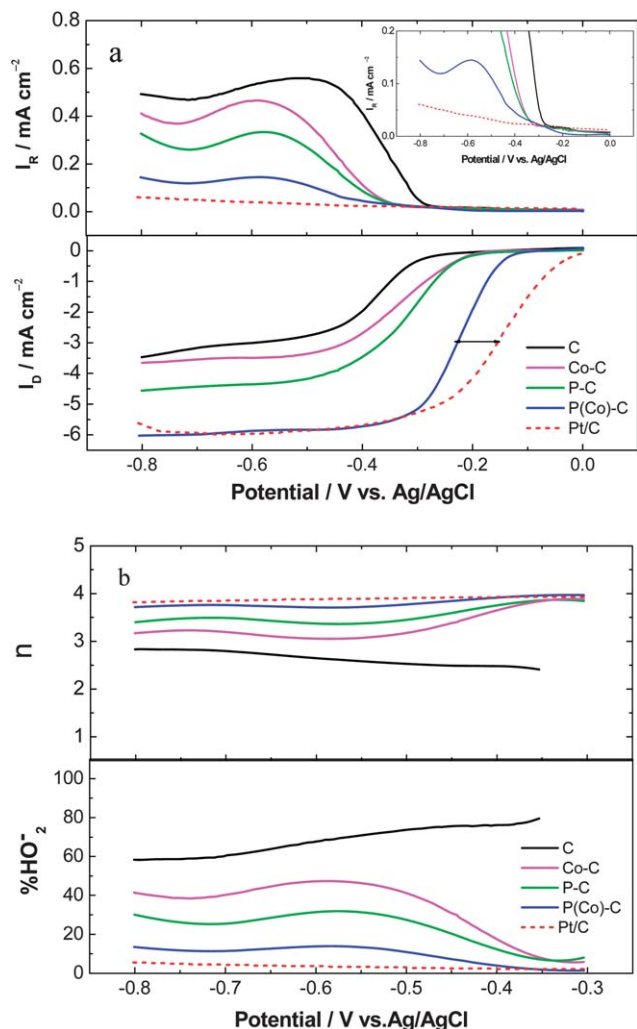 a
0.8
0.6
0.4
0.2
0.0
I_R / mA cm⁻²
0.2
0.1
0.0
I_R / mA cm⁻²
-0.8 -0.6 -0.4 -0.2 0.0
Potential / V vs. Ag/AgCl
0
-1
-2
-3
-4
-5
-6
I_D / mA cm⁻²
C
Co-C
P-C
P(Co)-C
Pt/C
-0.8 -0.6 -0.4 -0.2 0.0
Potential / V vs. Ag/AgCl
b
5
4
3
2
1
n
100
80
60
40
20
0
%HO₂⁻
C
Co-C
P-C
P(Co)-C
Pt/C
-0.8 -0.7 -0.6 -0.5 -0.4 -0.3
Potential / V vs.Ag/AgCl